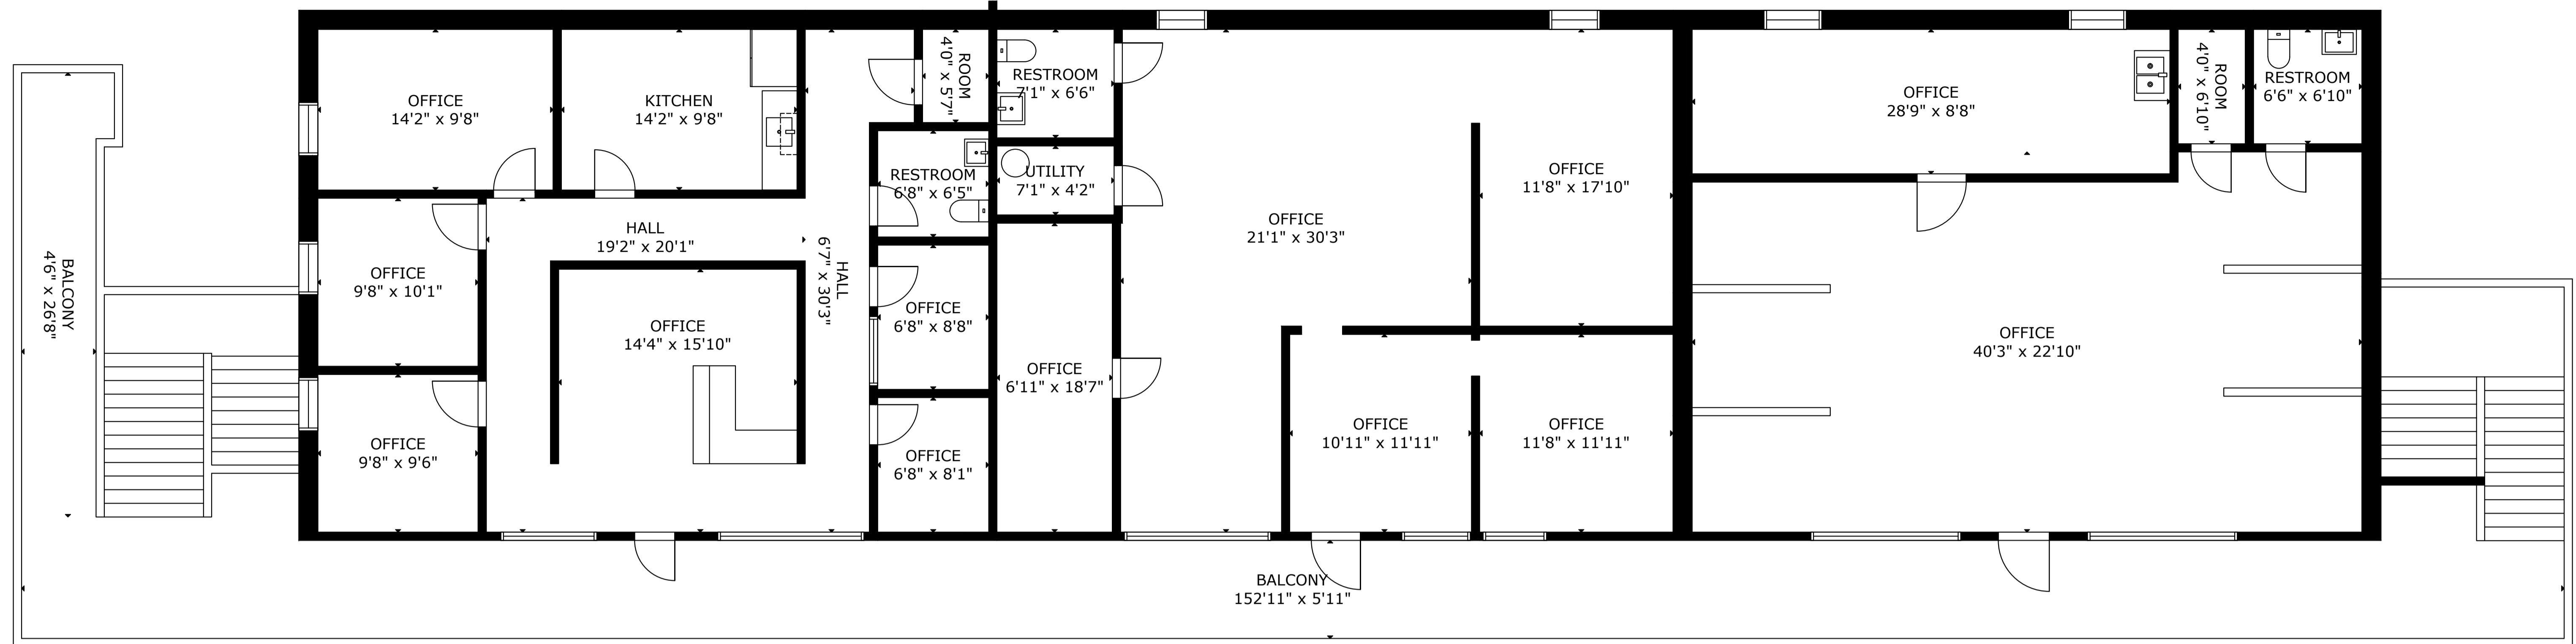 OFFICE
14'2" x 9'8"
KITCHEN
14'2" x 9'8"
ROOM
4'0" x 5'7"
RESTROOM
7'1" x 6'6"
OFFICE
28'9" x 8'8"
ROOM
4'0" x 6'10"
RESTROOM
6'6" x 6'10"
RESTROOM
6'8" x 6'5"
UTILITY
7'1" x 4'2"
OFFICE
11'8" x 17'10"
BALCONY
4'6" x 26'8"
OFFICE
9'8" x 10'1"
HALL
19'2" x 20'1"
HALL
6'7" x 30'3"
OFFICE
21'1" x 30'3"
OFFICE
14'4" x 15'10"
OFFICE
6'8" x 8'8"
OFFICE
40'3" x 22'10"
OFFICE
6'11" x 18'7"
OFFICE
9'8" x 9'6"
OFFICE
6'8" x 8'1"
OFFICE
10'11" x 11'11"
OFFICE
11'8" x 11'11"
BALCONY
152'11" x 5'11"